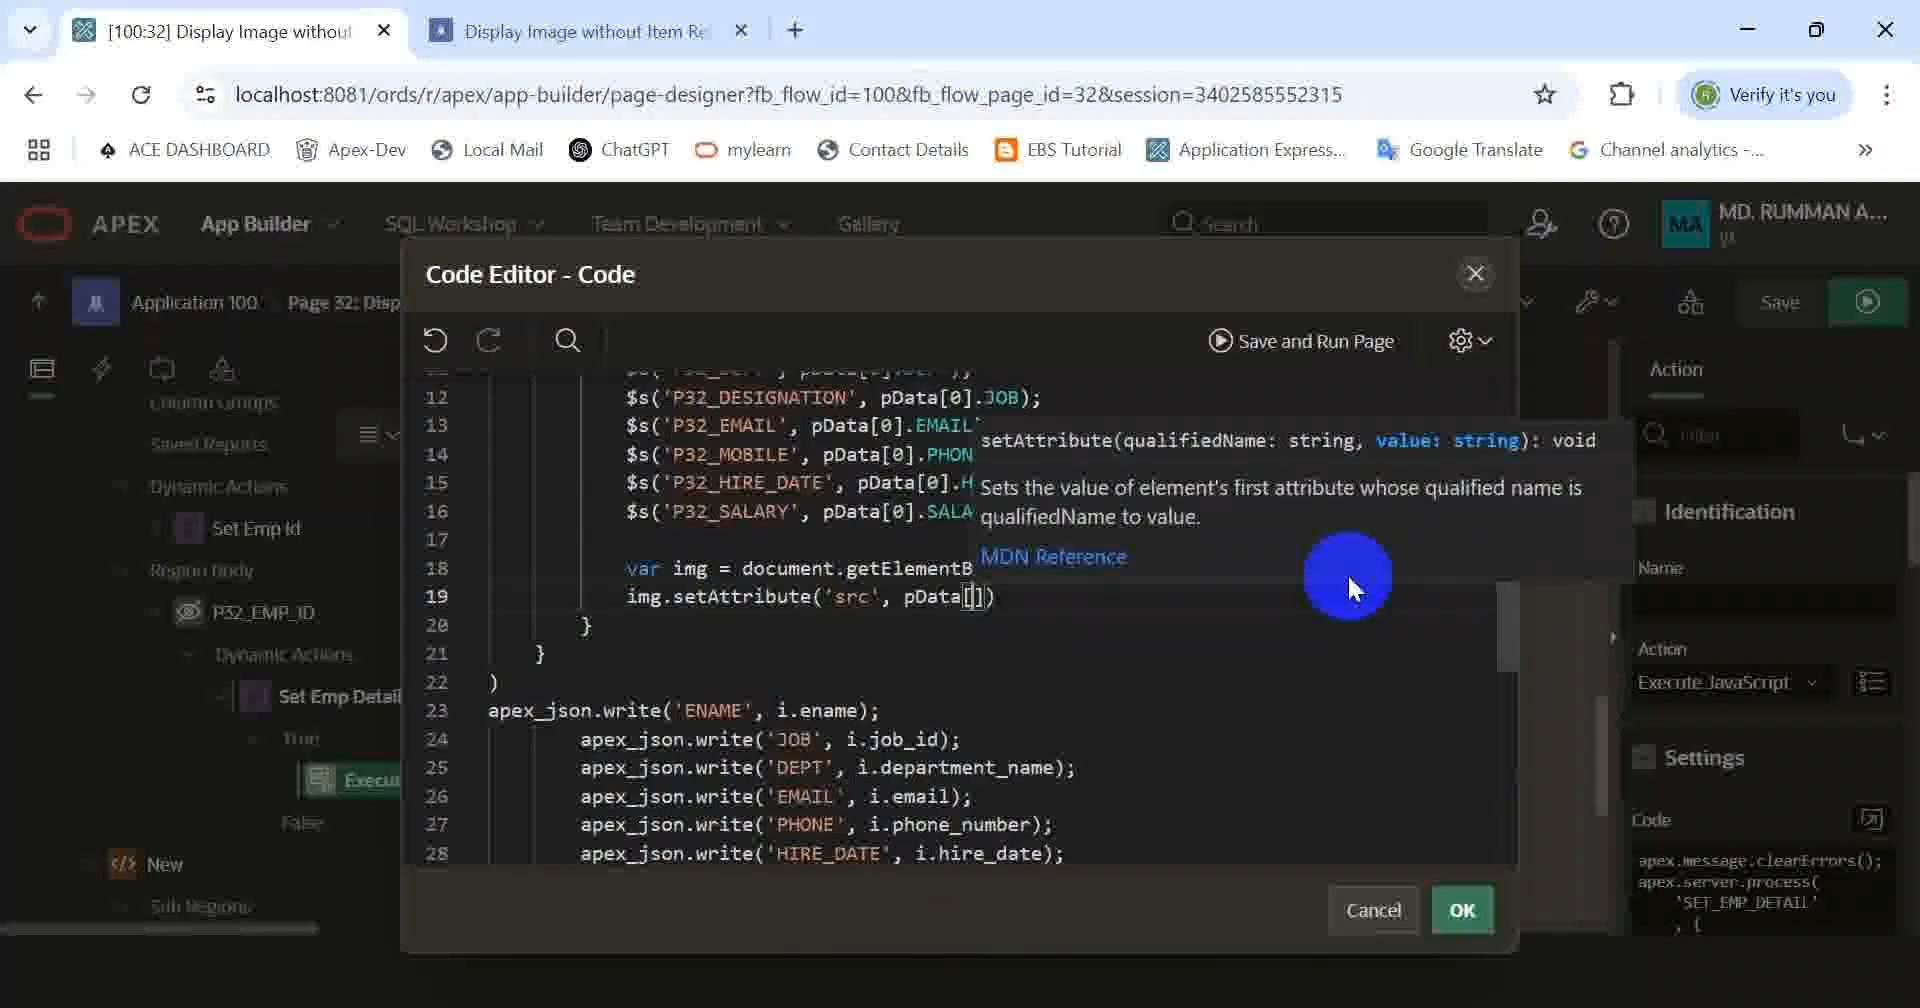 [100:32] Display Image without
Display Image without Item Re
localhost:8081/ords/r/apex/app-builder/page-designer?fb_flow_id=100&fb_flow_page_id=32&session=3402585552315
Verify it's you
ACE DASHBOARD
Apex-Dev
Local Mail
ChatGPT
mylearn
Contact Details
EBS Tutorial
Application Express...
Google Translate
Channel analytics -...
APEX
App Builder
SQL Workshop
Team Development
Gallery
Search
MA
MD. RUMMAN A...
Application 100
Page 32: Disp
Save
Code Editor - Code
Save and Run Page
12 $s('P32_DESIGNATION', pData[0].JOB);
13 $s('P32_EMAIL', pData[0].EMAIL
14 $s('P32_MOBILE', pData[0].PHON
15 $s('P32_HIRE_DATE', pData[0].H
16 $s('P32_SALARY', pData[0].SALA
17
18 var img = document.getElementB
19 img.setAttribute('src', pData[])
20 }
21 }
22 )
23 apex_json.write('ENAME', i.ename);
24 apex_json.write('JOB', i.job_id);
25 apex_json.write('DEPT', i.department_name);
26 apex_json.write('EMAIL', i.email);
27 apex_json.write('PHONE', i.phone_number);
28 apex_json.write('HIRE_DATE', i.hire_date);
setAttribute(qualifiedName: string, value: string): void
Sets the value of element's first attribute whose qualified name is
qualifiedName to value.
MDN Reference
Cancel
OK
Column Groups
Saved Reports
Dynamic Actions
Set Emp Id
Region Body
P32_EMP_ID
Dynamic Actions
Set Emp Detail
True
Execu
False
</> New
Sub Regions
Action
Filter
Identification
Name
Action
Execute JavaScript
Settings
Code
apex.message.clearErrors();
apex.server.process(
'SET_EMP_DETAIL'
, {